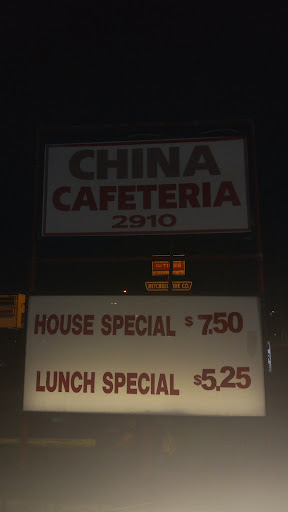 CHINA
CAFETERIA
2910
HOUSE SPECIAL $7.50
LUNCH SPECIAL $5.25